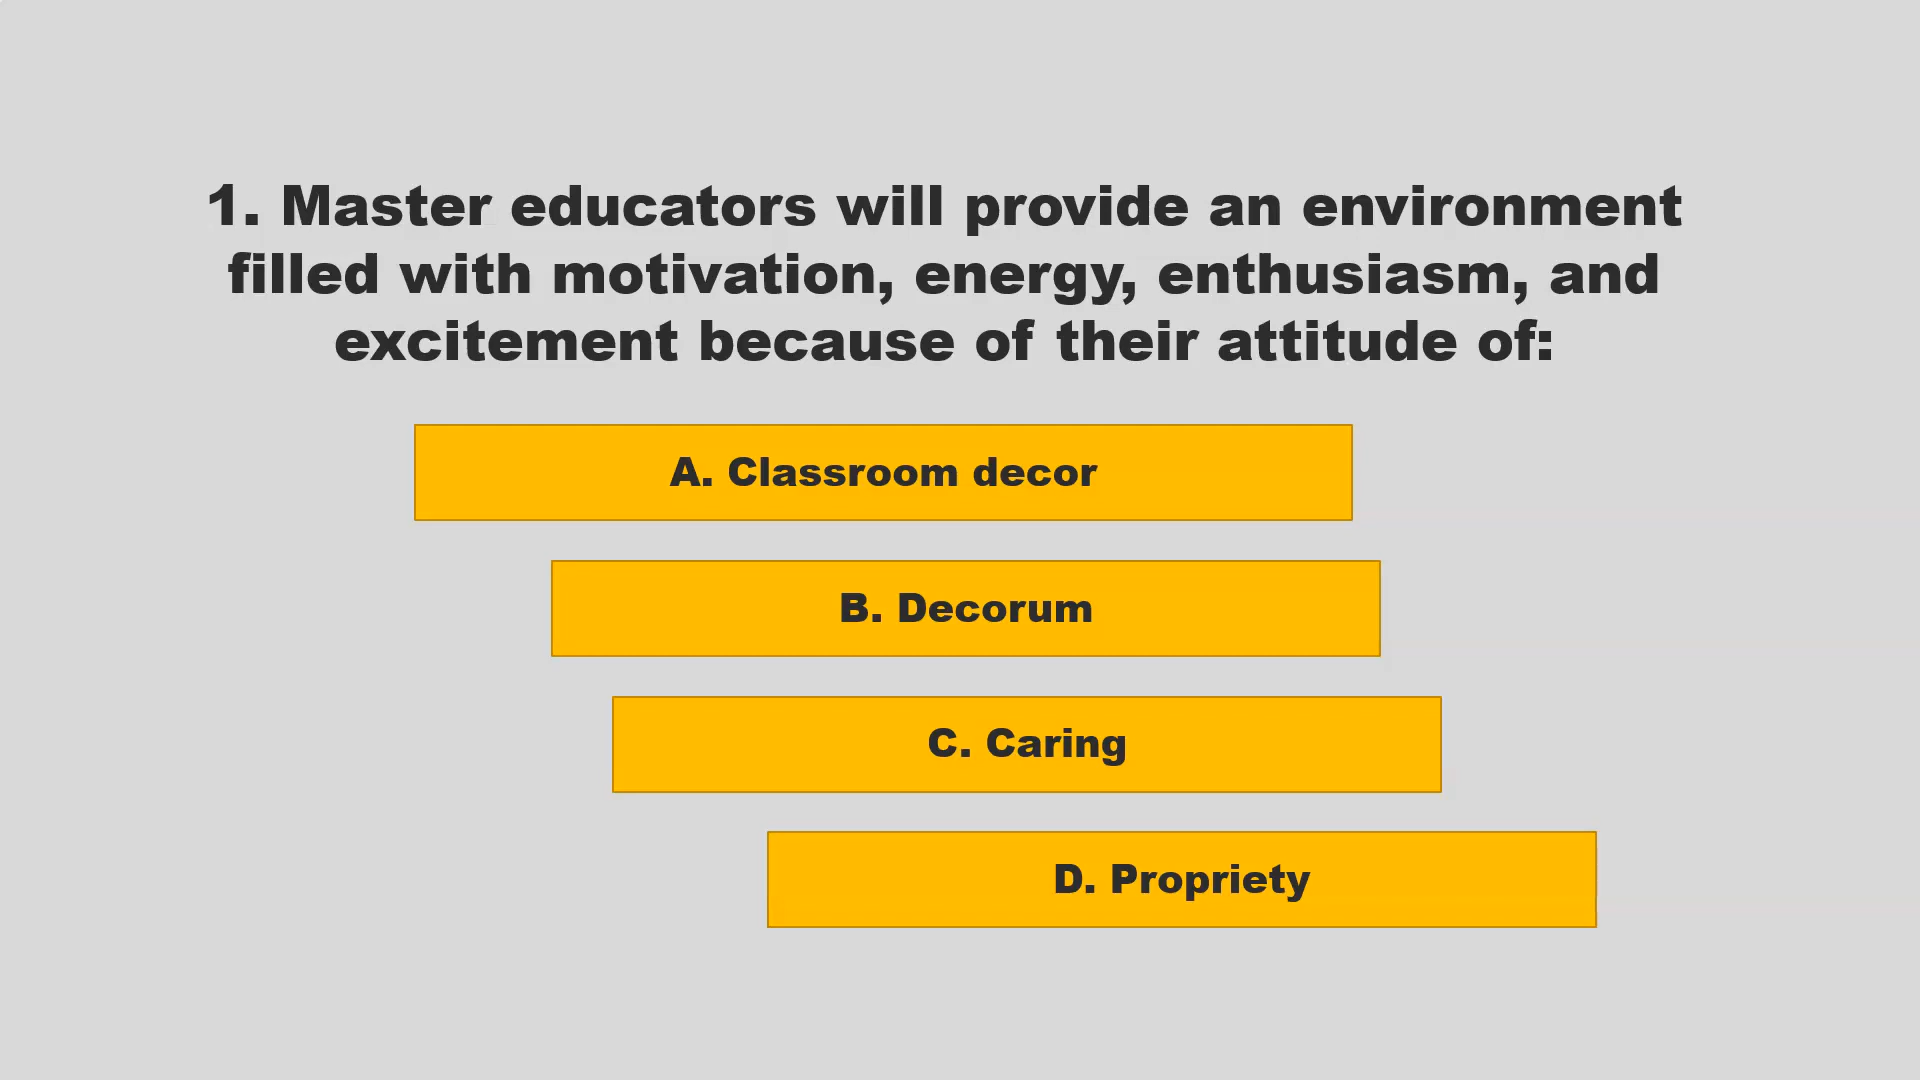 1. Master educators will provide an environment
filled with motivation, energy, enthusiasm, and
excitement because of their attitude of:
A. Classroom decor
B. Decorum
C. Caring
D. Propriety